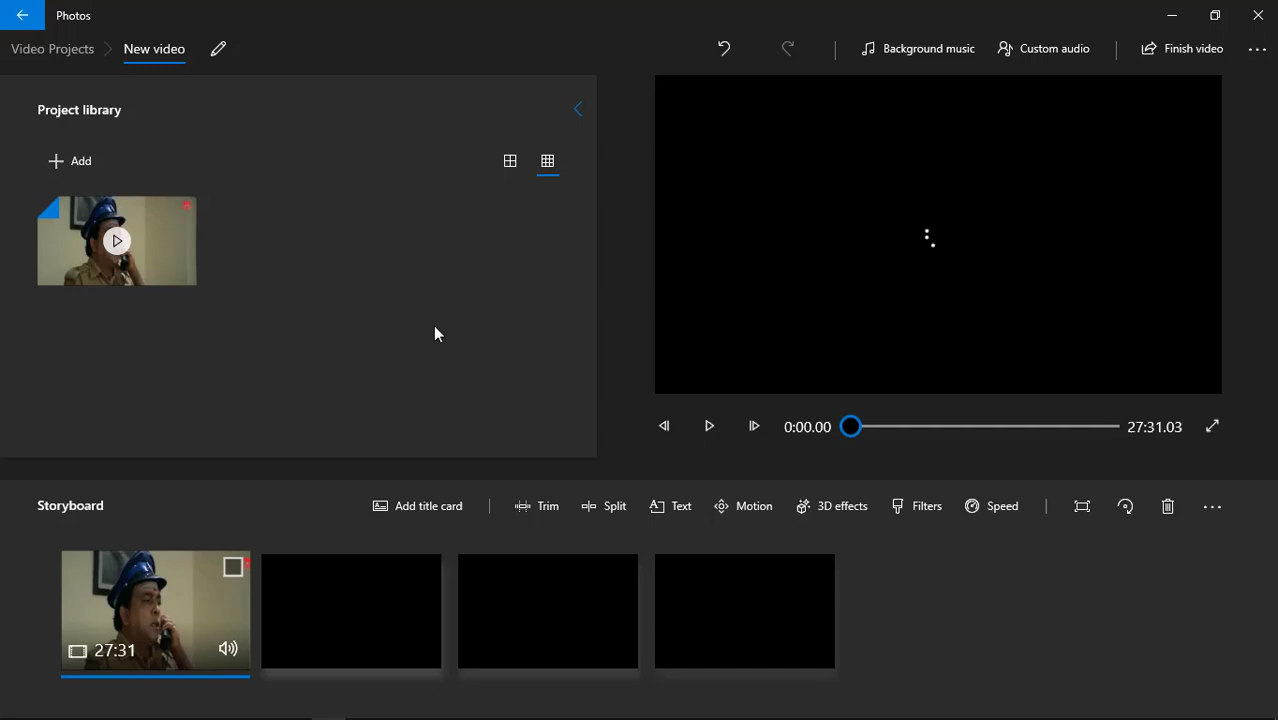 Photos
Video Projects New video
Background music Custom audio Finish video
Project library
Add
0:00.00 27:31.03
Storyboard Add title card Trim Split Text Motion 3D effects Filters Speed
27:31